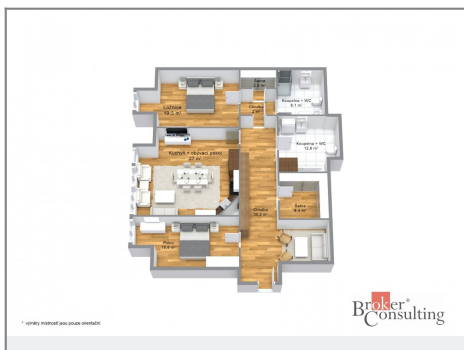 Šatna
Ložnice
Chodba
Koupelna + WC
Koupelna + WC
Kuchyň + obývací pokoj
27 m²
Šatna
Chodba
Pokoj
* výměry místností jsou pouze orientační
Broker®
Consulting